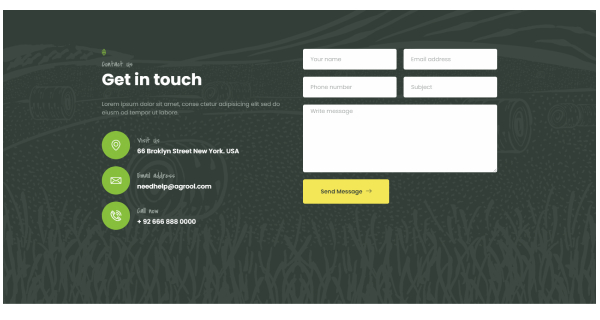 Contact us
Get in touch
Lorem ipsum dolor sit amet, conse ctetur adipisicing elit sed do
eiusm od tempor ut labore
Visit Us
66 Broklyn Street New York. USA
Email address
needhelp@agrool.com
Call now
+ 92 666 888 0000
Your name
Email address
Phone number
Subject
Write message
Send Message